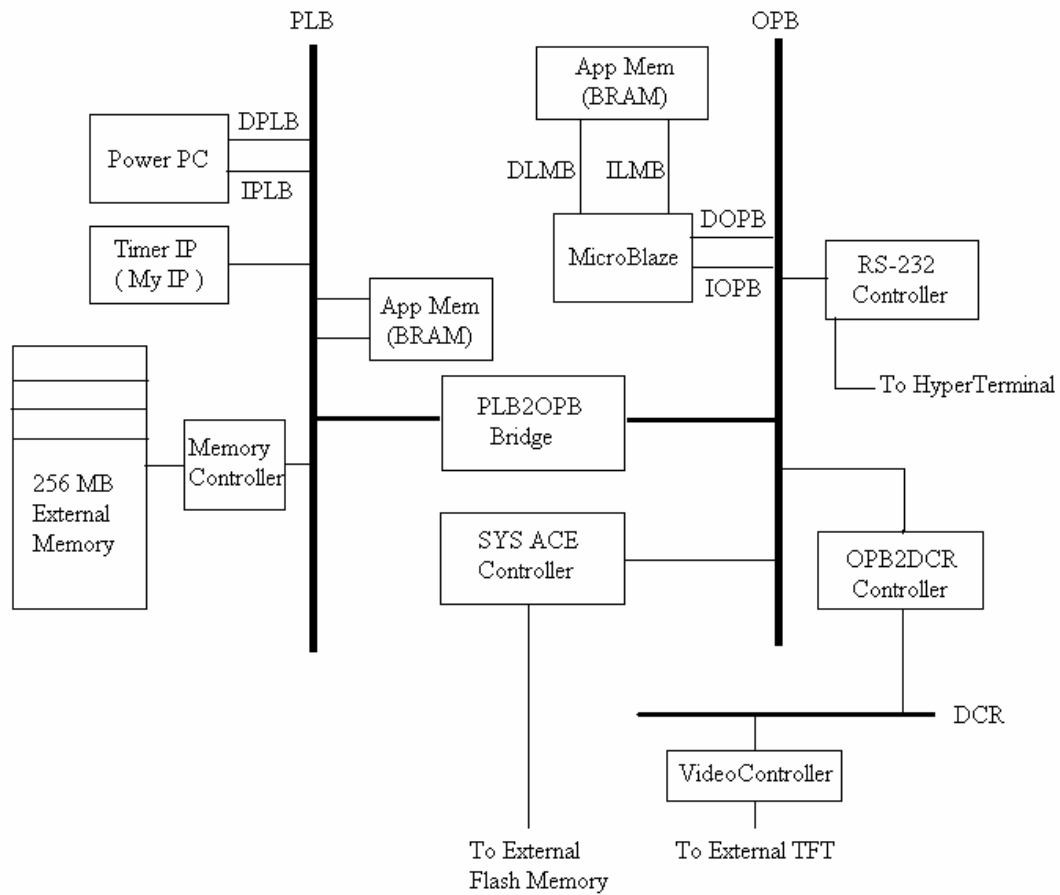 PLB
OPB
App Mem
(BRAM)
DPLB
Power PC
IPLB
DLMB
ILMB
DOPB
MicroBlaze
IOPB
Timer IP
( My IP )
RS-232
Controller
App Mem
(BRAM)
To HyperTerminal
PLB2OPB
Bridge
Memory
Controller
256 MB
External
Memory
SYS ACE
Controller
OPB2DCR
Controller
DCR
VideoController
To External
Flash Memory
To External TFT